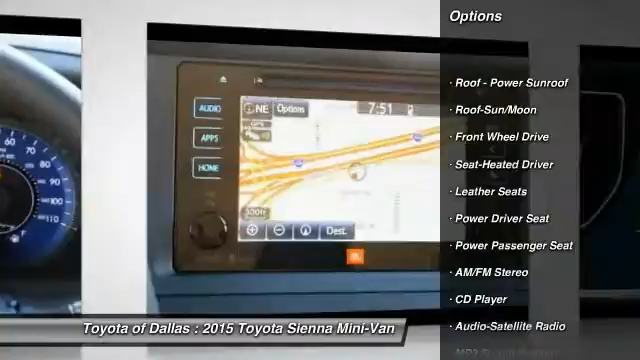 Options
· Roof - Power Sunroof
· Roof-Sun/Moon
· Front Wheel Drive
· Seat-Heated Driver
· Leather Seats
· Power Driver Seat
· Power Passenger Seat
· AM/FM Stereo
· CD Player
· Audio-Satellite Radio
AUDIO
APPS
HOME
NE
Options
7:51
300ft
Dest.
JBL
60
70
80
90
100
110
F
Toyota of Dallas : 2015 Toyota Sienna Mini-Van